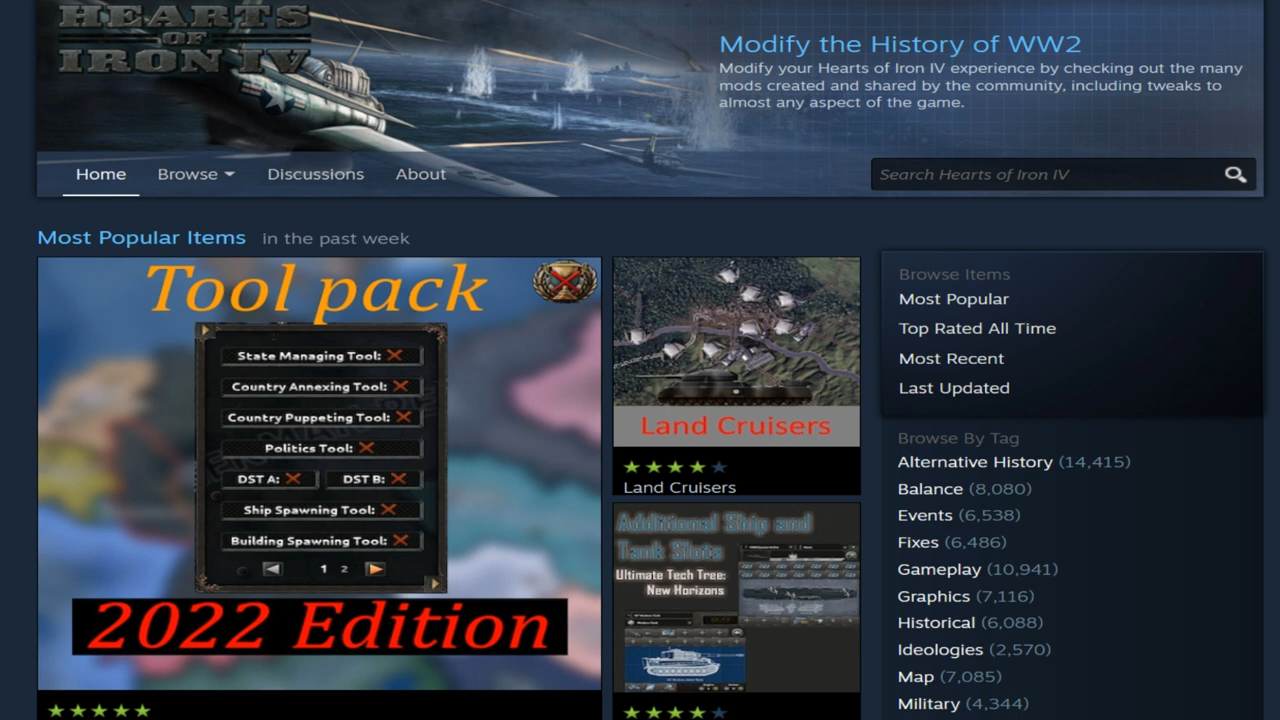 HEARTS
OF
IRON IV
Modify the History of WW2
Modify your Hearts of Iron IV experience by checking out the many
mods created and shared by the community, including tweaks to
almost any aspect of the game.
Home Browse Discussions About
Search Hearts of Iron IV
Most Popular Items in the past week
Tool pack
State Managing Tool:
Country Annexing Tool:
Country Puppeting Tool:
Politics Tool:
DST A: DST B:
Ship Spawning Tool:
Building Spawning Tool:
1 2
2022 Edition
Land Cruisers
Land Cruisers
Additional Ship and
Tank Slots
Ultimate Tech Tree:
New Horizons
Browse Items
Most Popular
Top Rated All Time
Most Recent
Last Updated
Browse By Tag
Alternative History (14,415)
Balance (8,080)
Events (6,538)
Fixes (6,486)
Gameplay (10,941)
Graphics (7,116)
Historical (6,088)
Ideologies (2,570)
Map (7,085)
Military (4,344)